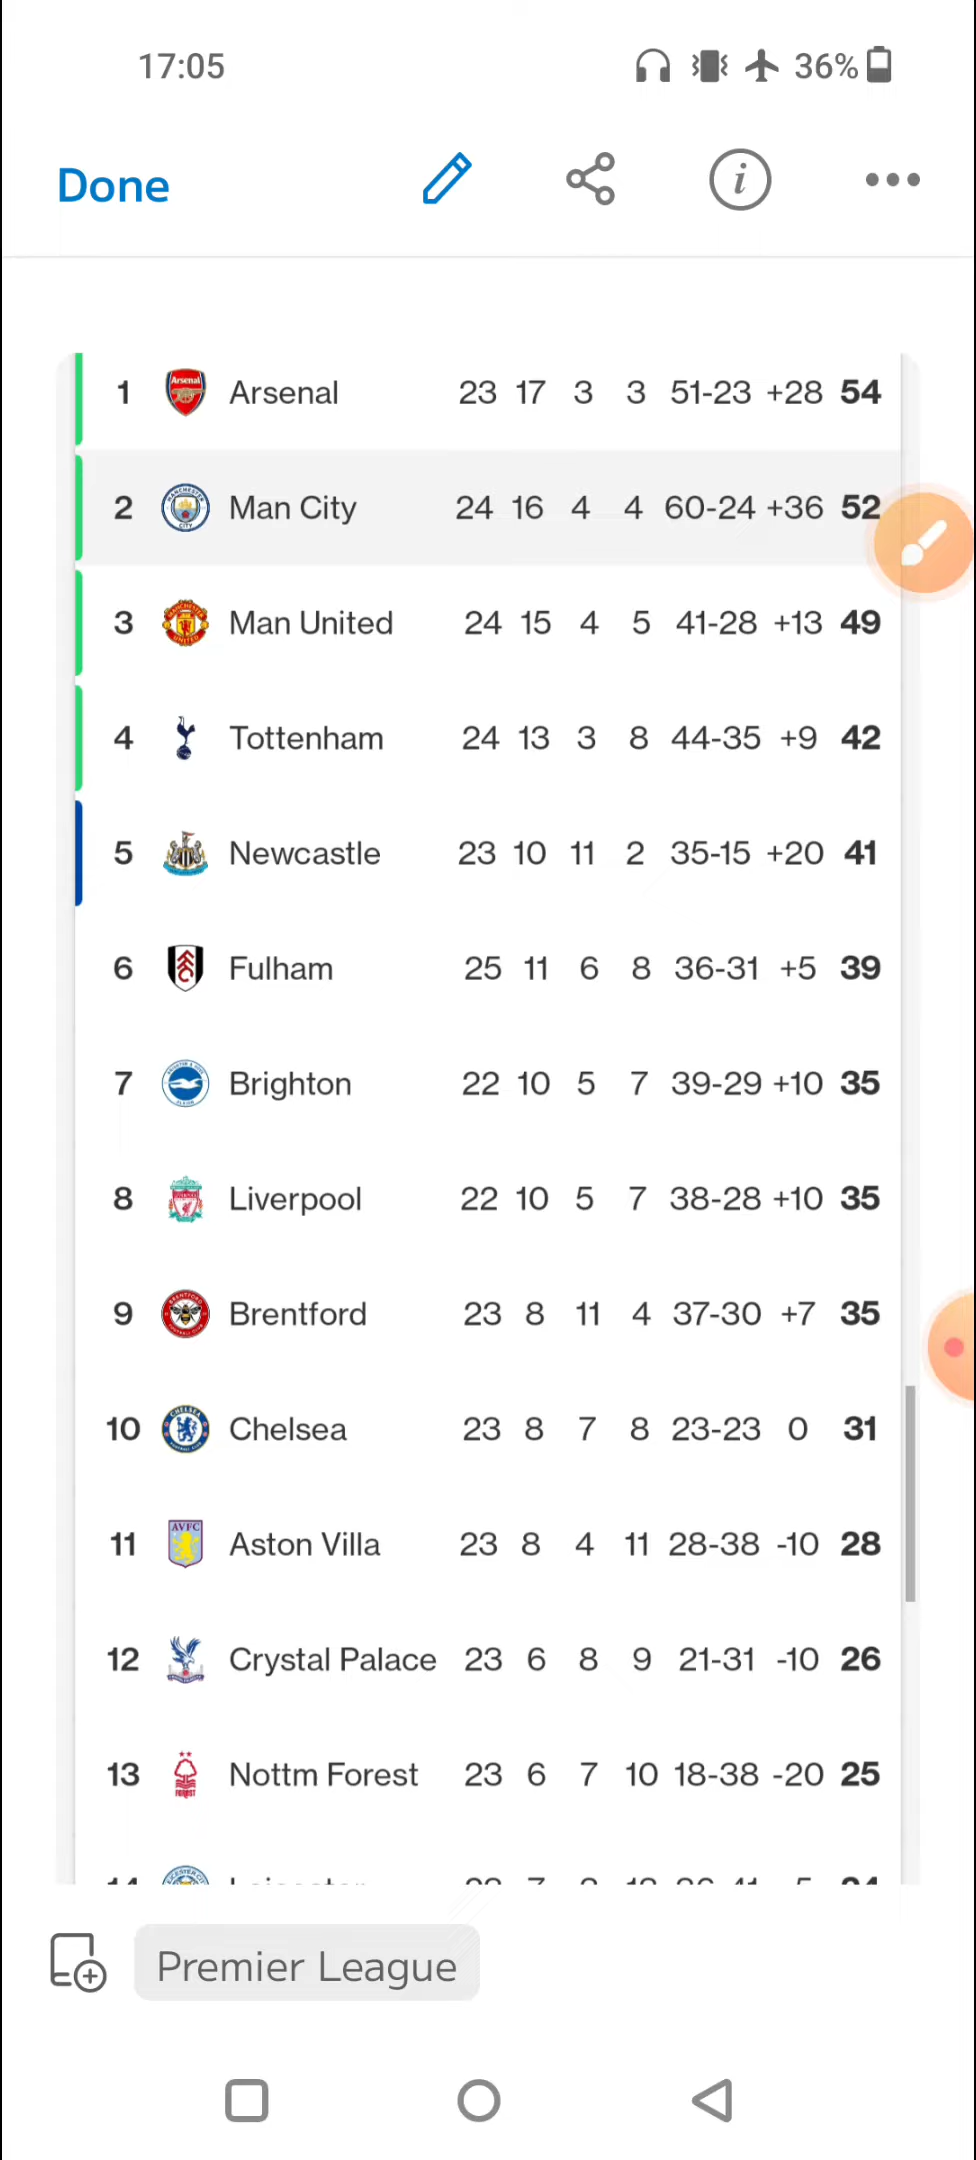 17:05 36%
Done
1 Arsenal 23 17 3 3 51-23 +28 54
2 Man City 24 16 4 4 60-24 +36 52
3 Man United 24 15 4 5 41-28 +13 49
4 Tottenham 24 13 3 8 44-35 +9 42
5 Newcastle 23 10 11 2 35-15 +20 41
6 Fulham 25 11 6 8 36-31 +5 39
7 Brighton 22 10 5 7 39-29 +10 35
8 Liverpool 22 10 5 7 38-28 +10 35
9 Brentford 23 8 11 4 37-30 +7 35
10 Chelsea 23 8 7 8 23-23 0 31
11 Aston Villa 23 8 4 11 28-38 -10 28
12 Crystal Palace 23 6 8 9 21-31 -10 26
13 Nottm Forest 23 6 7 10 18-38 -20 25
Premier League